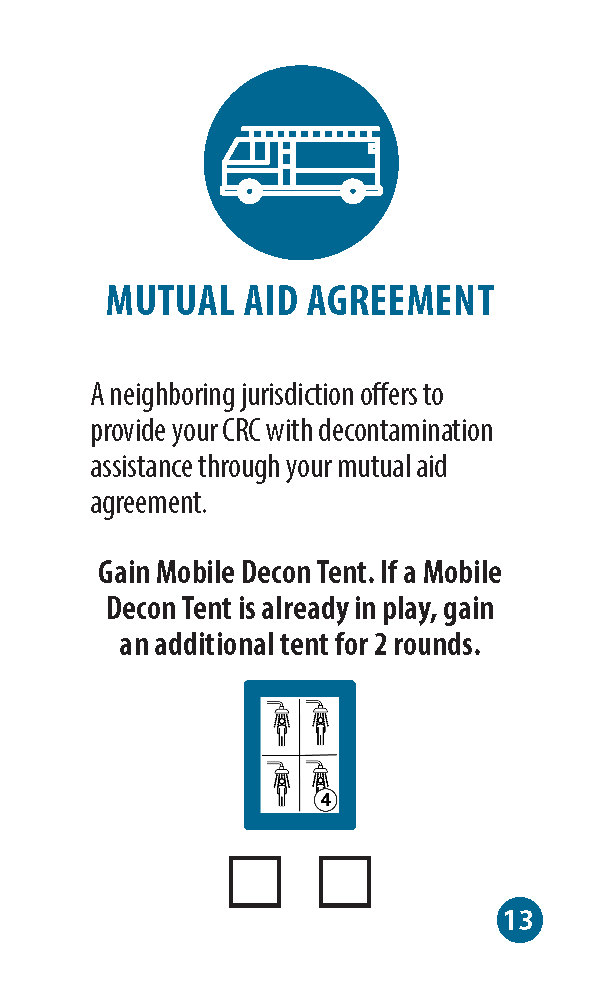 MUTUAL AID AGREEMENT
A neighboring jurisdiction offers to
provide your CRC with decontamination
assistance through your mutual aid
agreement.
Gain Mobile Decon Tent. If a Mobile
Decon Tent is already in play, gain
an additional tent for 2 rounds.
4
13